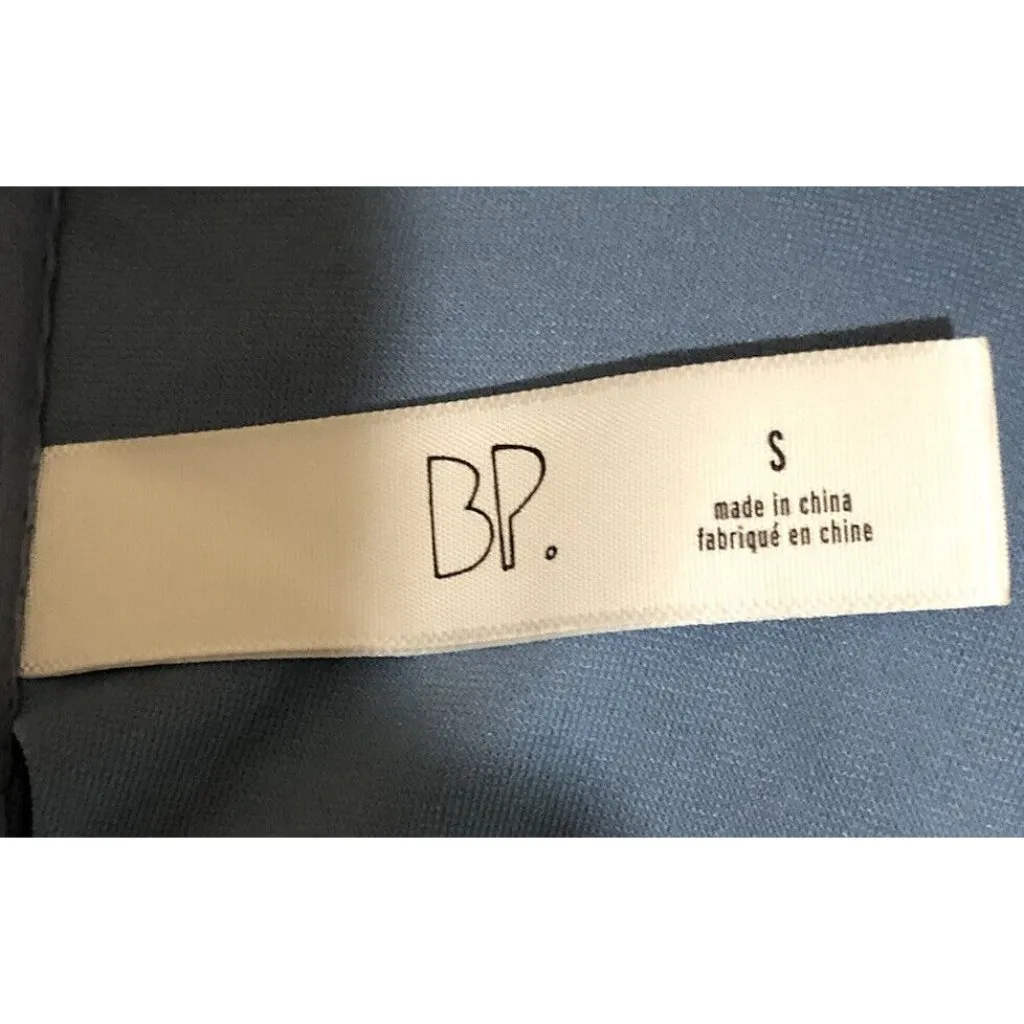 BP.
S
made in china
fabriqué en chine